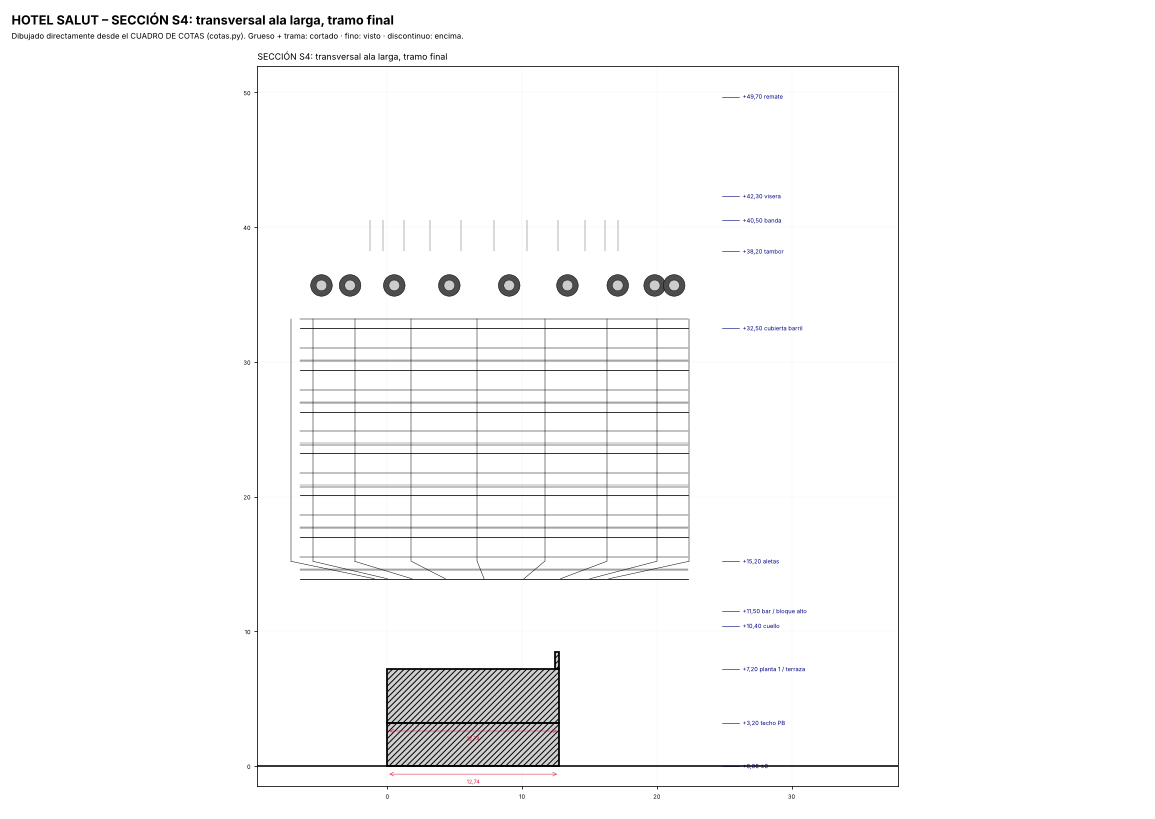 HOTEL SALUT – SECCIÓN S4: transversal ala larga, tramo final
Dibujado directamente desde el CUADRO DE COTAS (cotas.py). Grueso + trama: cortado · fino: visto · discontinuo: encima.
SECCIÓN S4: transversal ala larga, tramo final
50
+49,70 remate
+42,30 visera
+40,50 banda
40
+38,20 tambor
+32,50 cubierta barril
30
20
+15,20 aletas
+11,50 bar / bloque alto
10
+10,40 cuello
+7,20 planta 1 / terraza
+3,20 techo PB
0
12,74
0
10
20
30